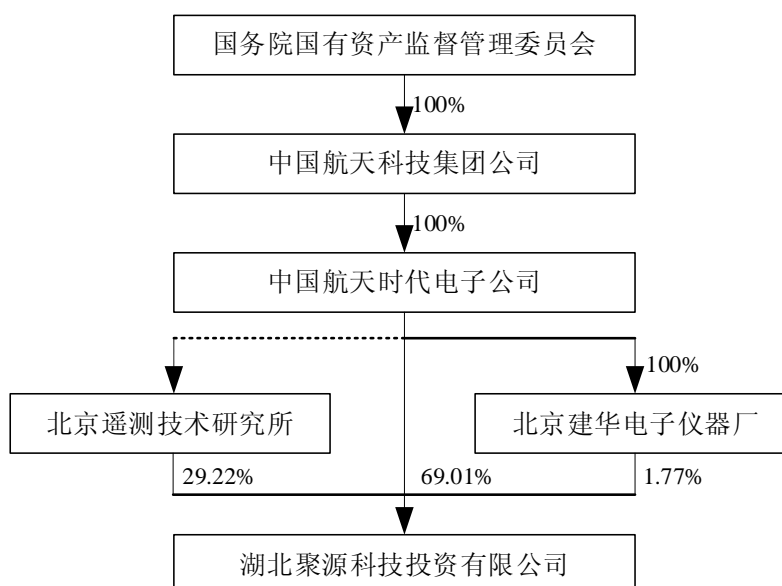 国务院国有资产监督管理委员会
100%
中国航天科技集团公司
100%
中国航天时代电子公司
100%
北京遥测技术研究所
北京建华电子仪器厂
29.22%
69.01%
1.77%
湖北聚源科技投资有限公司